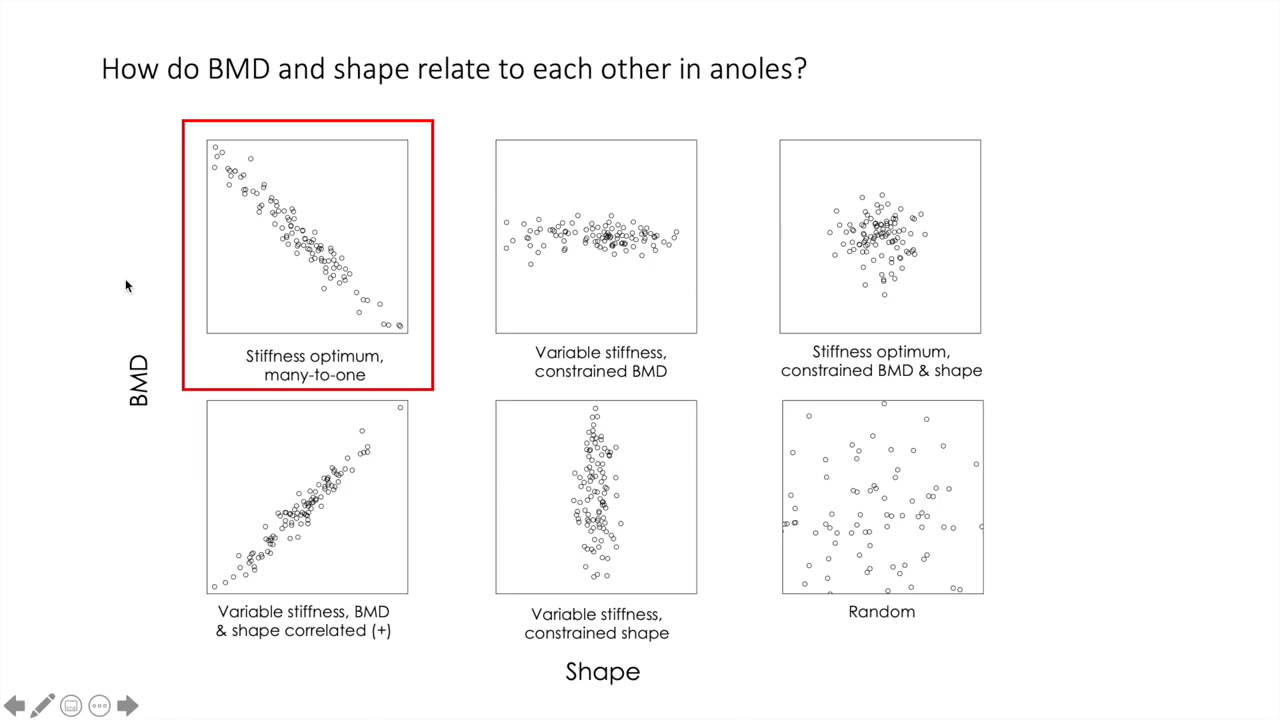 How do BMD and shape relate to each other in anoles?
Stiffness optimum,
many-to-one
Variable stiffness,
constrained BMD
Stiffness optimum,
constrained BMD & shape
BMD
Variable stiffness, BMD
& shape correlated (+)
Variable stiffness,
constrained shape
Random
Shape